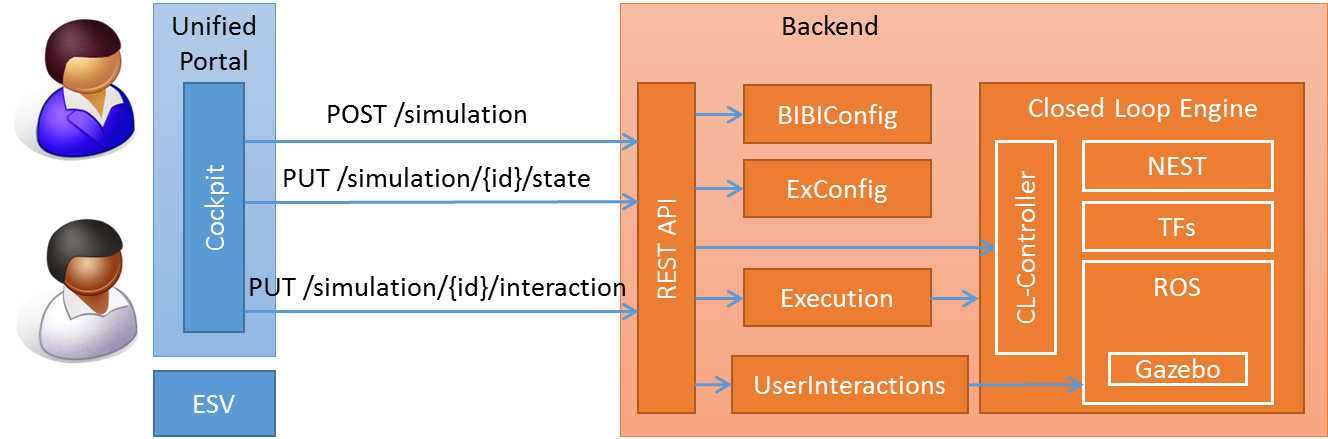 Unified
Portal
Cockpit
ESV
POST /simulation
PUT /simulation/{id}/state
PUT /simulation/{id}/interaction
Backend
REST API
BIBIConfig
ExConfig
Execution
UserInteractions
Closed Loop Engine
CL-Controller
NEST
TFs
ROS
Gazebo